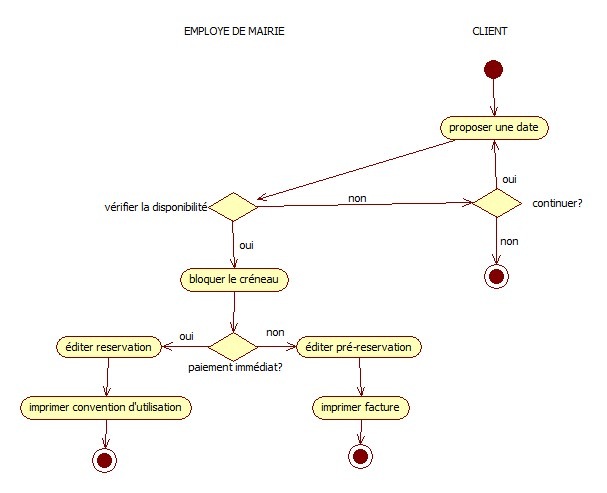 EMPLOYE DE MAIRIE
CLIENT
proposer une date
oui
vérifier la disponibilité
non
continuer?
oui
non
bloquer le créneau
oui
non
éditer reservation
éditer pré-reservation
paiement immédiat?
imprimer convention d'utilisation
imprimer facture